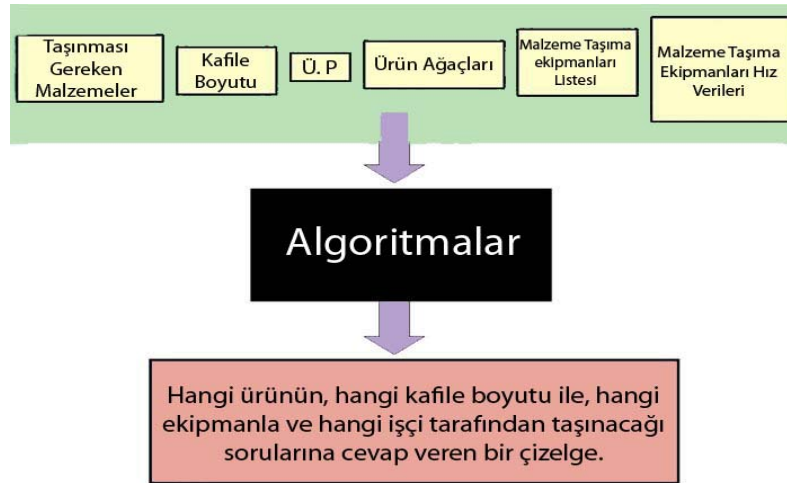 Taşınması
Gereken
Malzemeler
Kafile
Boyutu
Ü. P
Ürün Ağaçları
Malzeme Taşıma
ekipmanları
Listesi
Malzeme Taşıma
Ekipmanları Hız
Verileri
Algoritmalar
Hangi ürünün, hangi kafile boyutu ile, hangi
ekipmanla ve hangi işçi tarafından taşınacağı
sorularına cevap veren bir çizelge.